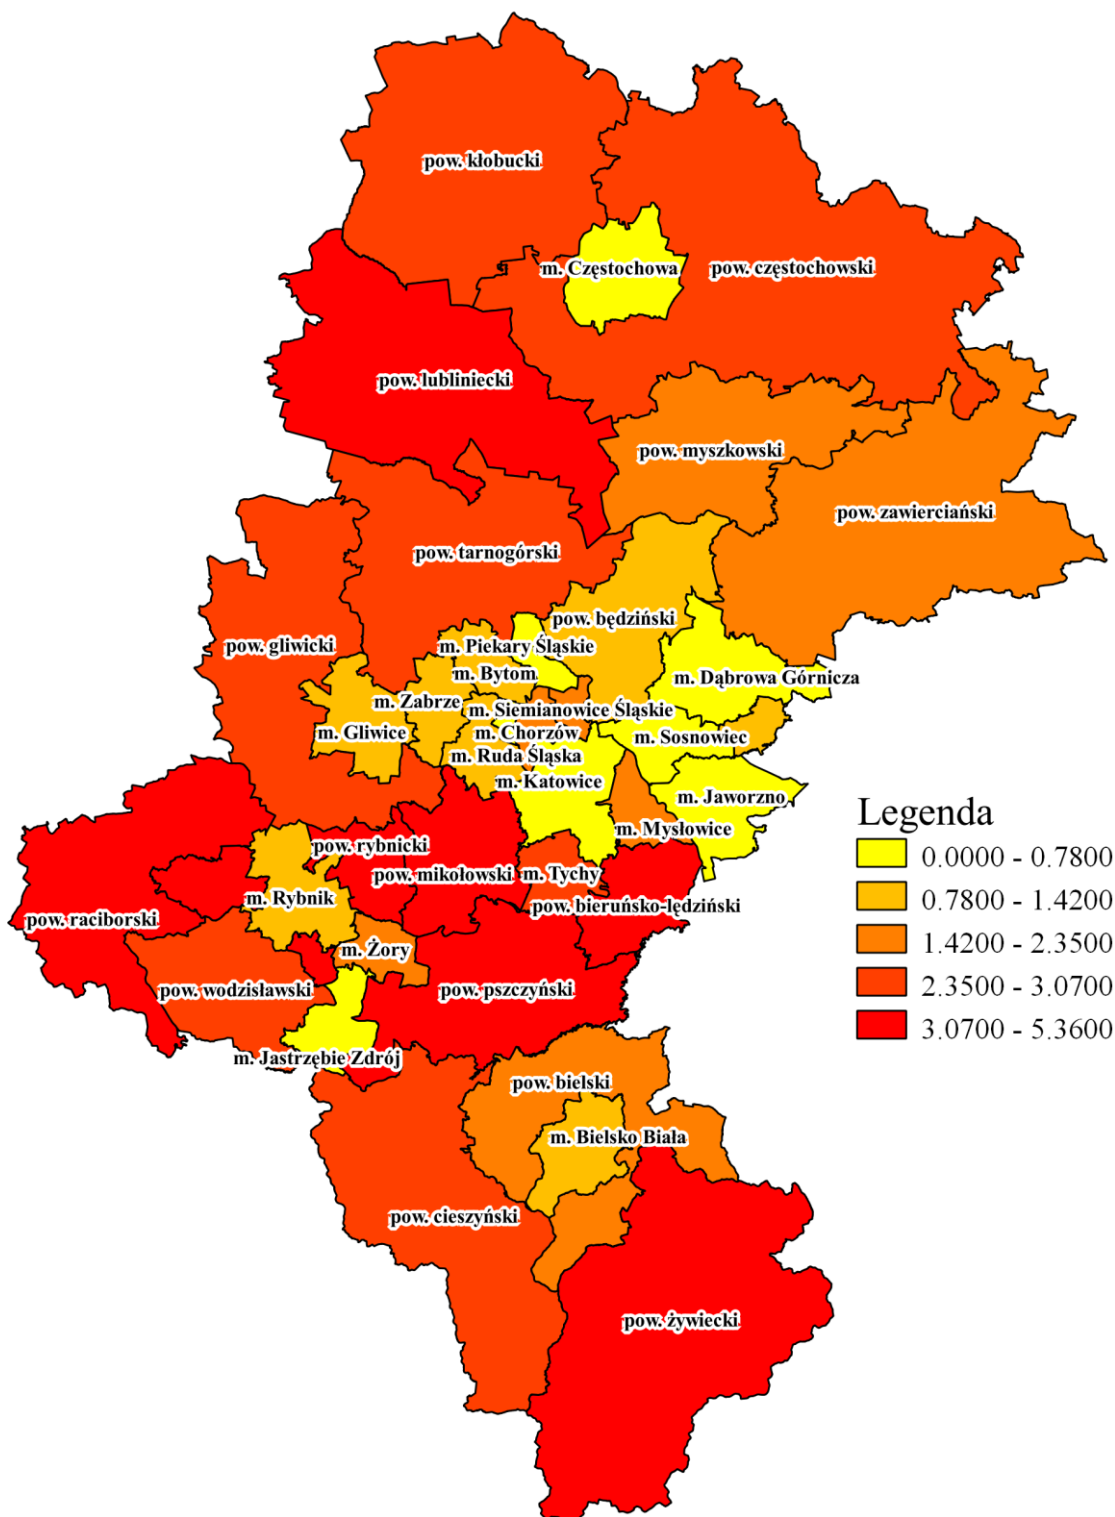 pow. kłobucki
m. Częstochowa
pow. częstochowski
pow. lubliniecki
pow. myszkowski
pow. zawierciański
pow. tarnogórski
pow. będziński
pow. gliwicki
m. Piekary Śląskie
m. Bytom
m. Dąbrowa Górnicza
m. Zabrze
m. Siemianowice Śląskie
m. Gliwice
m. Chorzów
m. Sosnowiec
m. Ruda Śląska
m. Katowice
m. Jaworzno
Legenda
m. Mysłowice
0.0000 - 0.7800
pow. rybnicki
pow. mikołowski
m. Tychy
m. Rybnik
0.7800 - 1.4200
pow. bieruńsko-lędziński
pow. raciborski
1.4200 - 2.3500
m. Żory
pow. wodzisławski
pow. pszczyński
2.3500 - 3.0700
3.0700 - 5.3600
m. Jastrzębie Zdrój
pow. bielski
m. Bielsko Biała
pow. cieszyński
pow. żywiecki